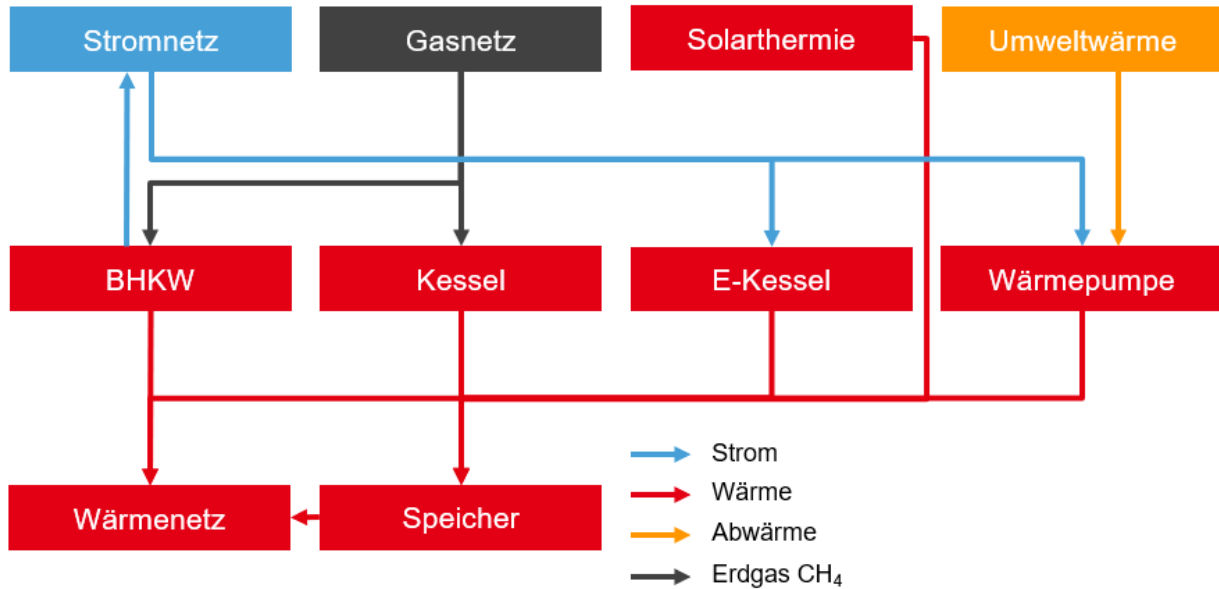 Stromnetz
Gasnetz
Solarthermie
Umweltwärme
BHKW
Kessel
E-Kessel
Wärmepumpe
Wärmenetz
Speicher
Strom
Wärme
Abwärme
Erdgas CH₄